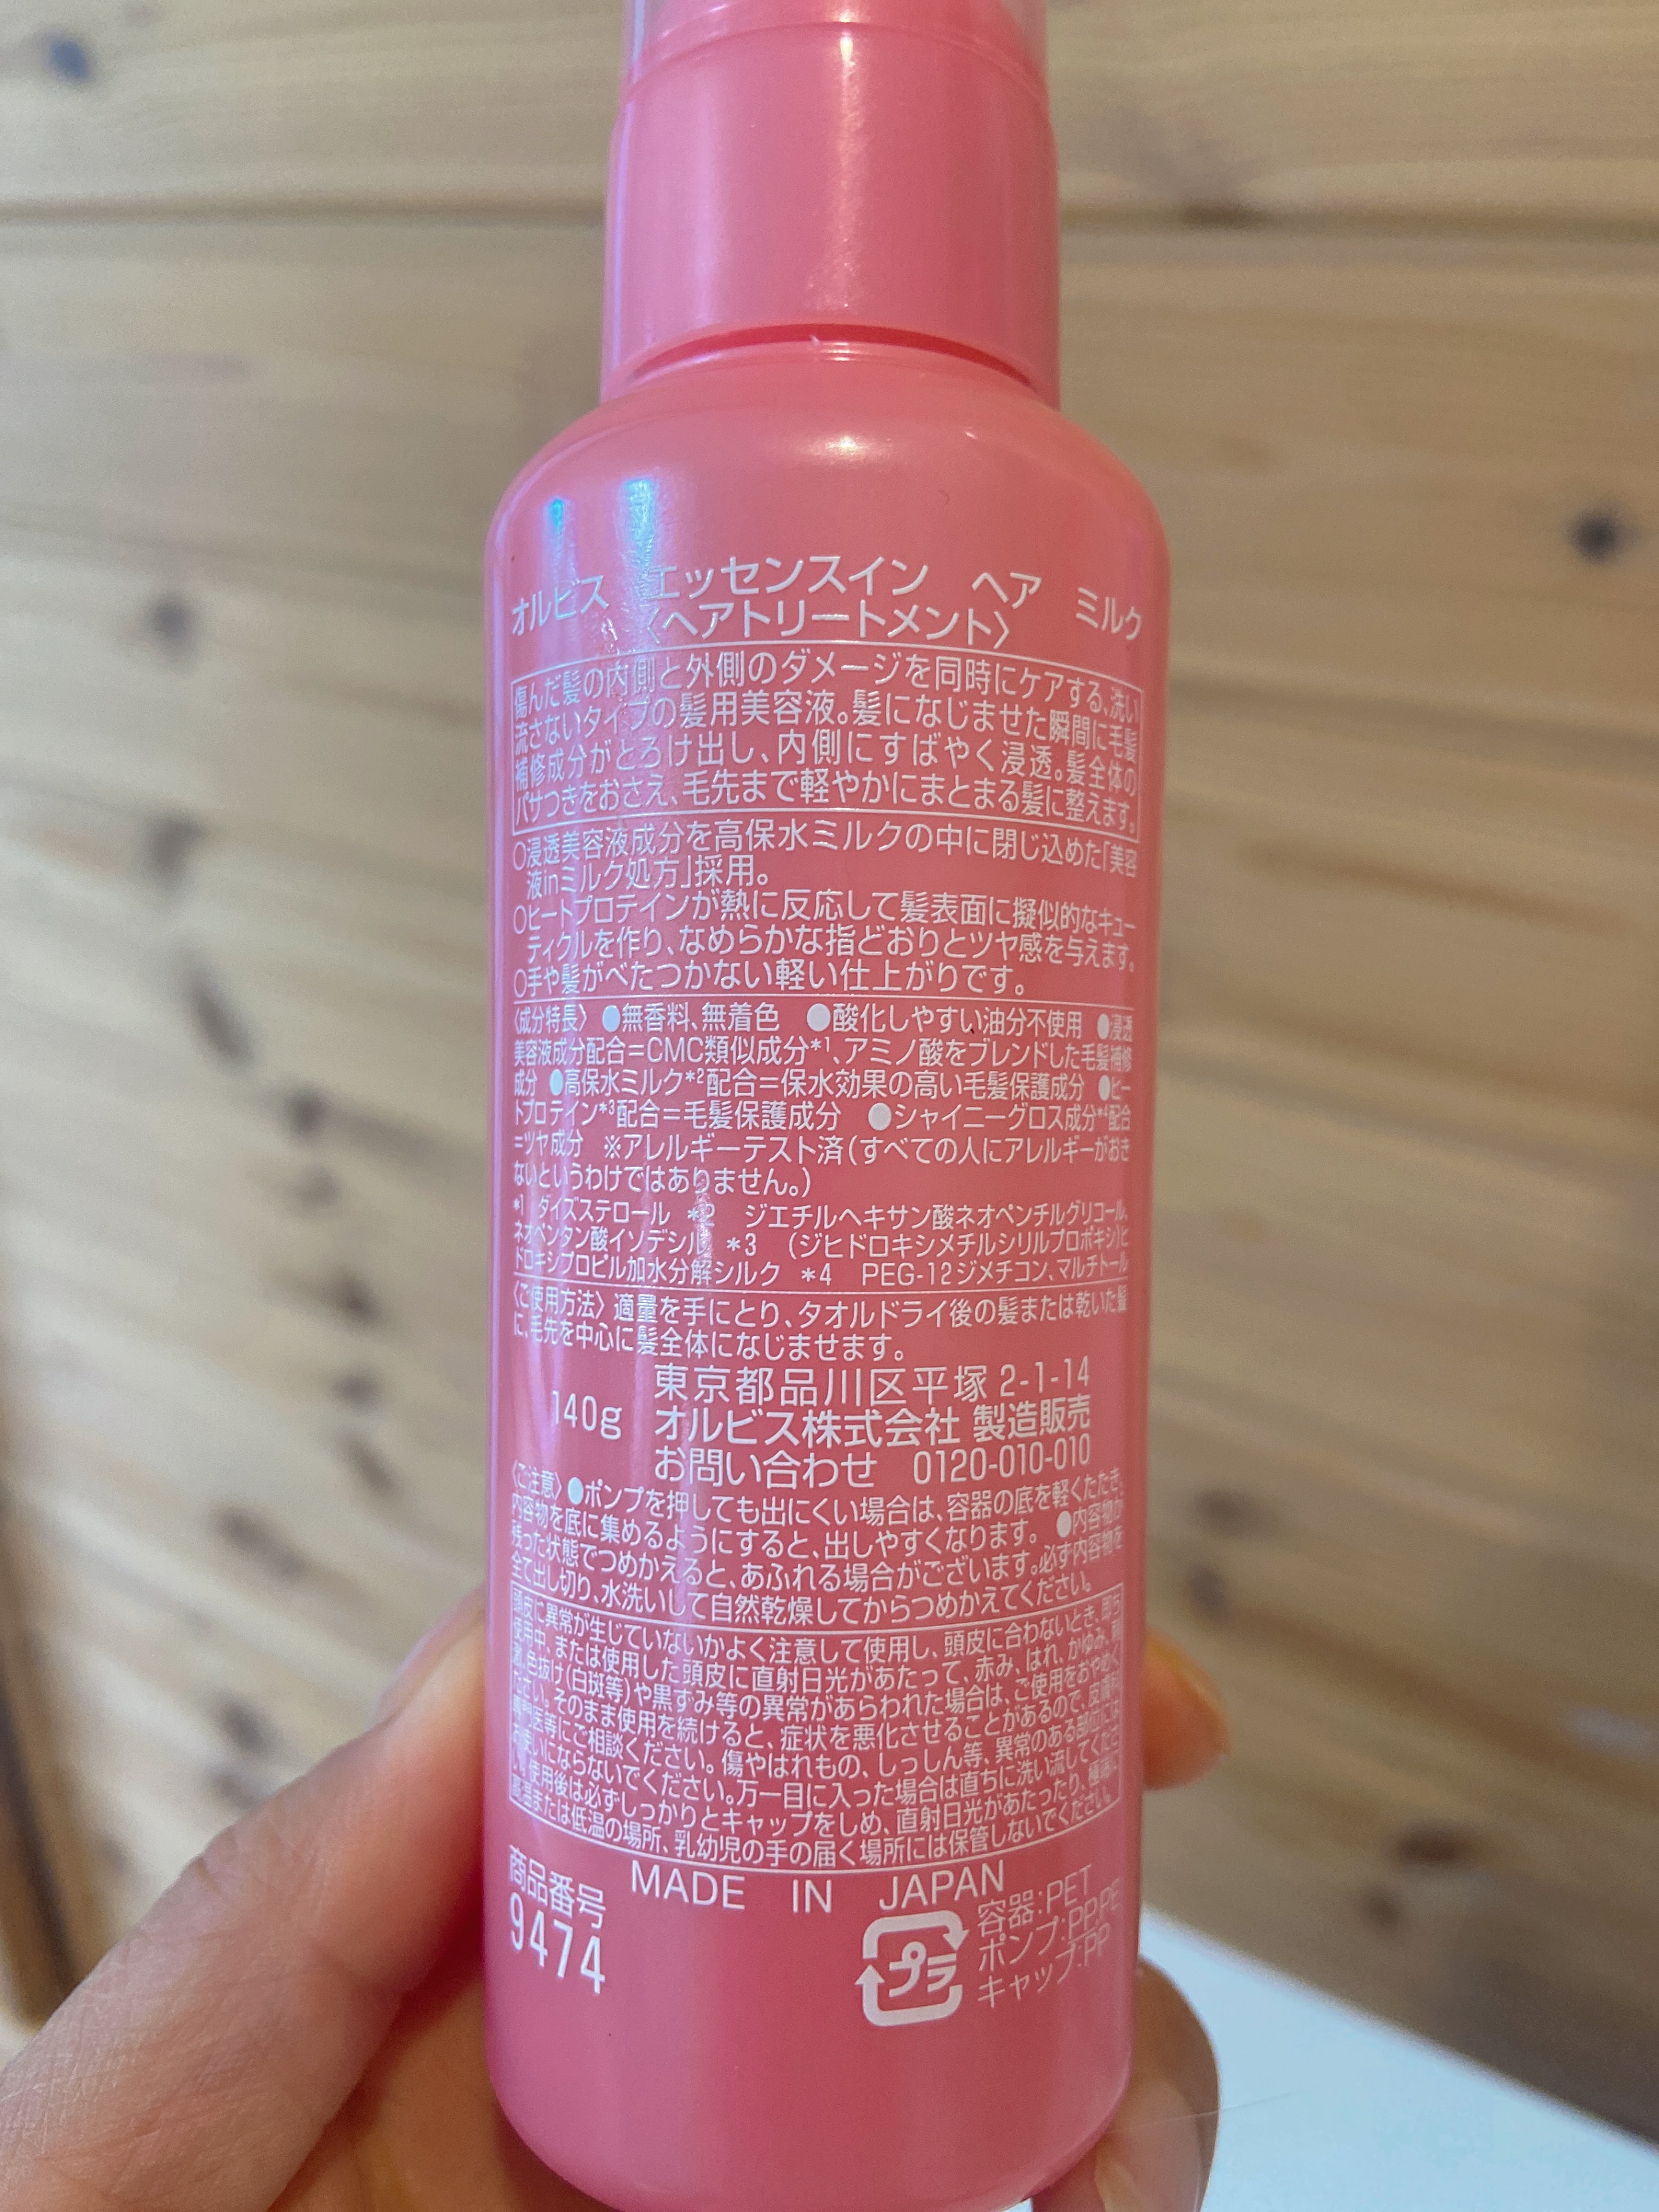 オルビス　エッセンスイン　ヘア　ミルク
〈ヘアトリートメント〉
傷んだ髪の内側と外側のダメージを同時にケアする、洗い
流さないタイプの髪用美容液。髪になじませた瞬間に毛髪
補修成分がとろけ出し、内側にすばやく浸透。髪全体の
パサつきをおさえ、毛先まで軽やかにまとまる髪に整えます。
○浸透美容液成分を高保水ミルクの中に閉じ込めた「美容
液inミルク処方」採用。
○ヒートプロテインが熱に反応して髪表面に擬似的なキュー
ティクルを作り、なめらかな指どおりとツヤ感を与えます。
○手や髪がべたつかない軽い仕上がりです。
〈成分特長〉 ●無香料、無着色　●酸化しやすい油分不使用　●浸透
美容液成分配合＝CMC類似成分*1、アミノ酸をブレンドした毛髪補修
成分　●高保水ミルク*2配合＝保水効果の高い毛髪保護成分　●ヒー
トプロテイン*3配合＝毛髪保護成分　●シャイニーグロス成分*4配合
＝ツヤ成分　※アレルギーテスト済（すべての人にアレルギーがおき
ないというわけではありません。）
*1　ダイズステロール　*2　ジエチルヘキサン酸ネオペンチルグリコール、
ネオペンタン酸イソデシル　*3　（ジヒドロキシメチルシリルプロポキシ）ヒ
ドロキシプロピル加水分解シルク　*4　PEG-12ジメチコン、マルチトール
〈ご使用方法〉 適量を手にとり、タオルドライ後の髪または乾いた髪
に、毛先を中心に髪全体になじませます。
東京都品川区平塚 2-1-14
140g　オルビス株式会社 製造販売
お問い合わせ　0120-010-010
〈ご注意〉●ポンプを押しても出にくい場合は、容器の底を軽くたたき、
内容物を底に集めるようにすると、出しやすくなります。　●内容物が
残った状態でつめかえると、あふれる場合がございます。必ず内容物を
全て出し切り、水洗いして自然乾燥してからつめかえてください。
頭皮に異常が生じていないかよく注意して使用し、頭皮に合わないとき、即ち
使用中、または使用した頭皮に直射日光があたって、赤み、はれ、かゆみ、刺
激、色抜け（白斑等）や黒ずみ等の異常があらわれた場合は、ご使用をおやめく
ださい。そのまま使用を続けると、症状を悪化させることがあるので、皮膚科
専門医等にご相談ください。傷やはれもの、しっしん等、異常のある部位には
お使いにならないでください。万一目に入った場合は直ちに洗い流してくださ
い。使用後は必ずしっかりとキャップをしめ、直射日光があたったり、極端に
高温または低温の場所、乳幼児の手の届く場所には保管しないでください。
MADE IN JAPAN
商品番号
9474
プラ
容器：PET
ポンプ：PP,PE
キャップ：PP